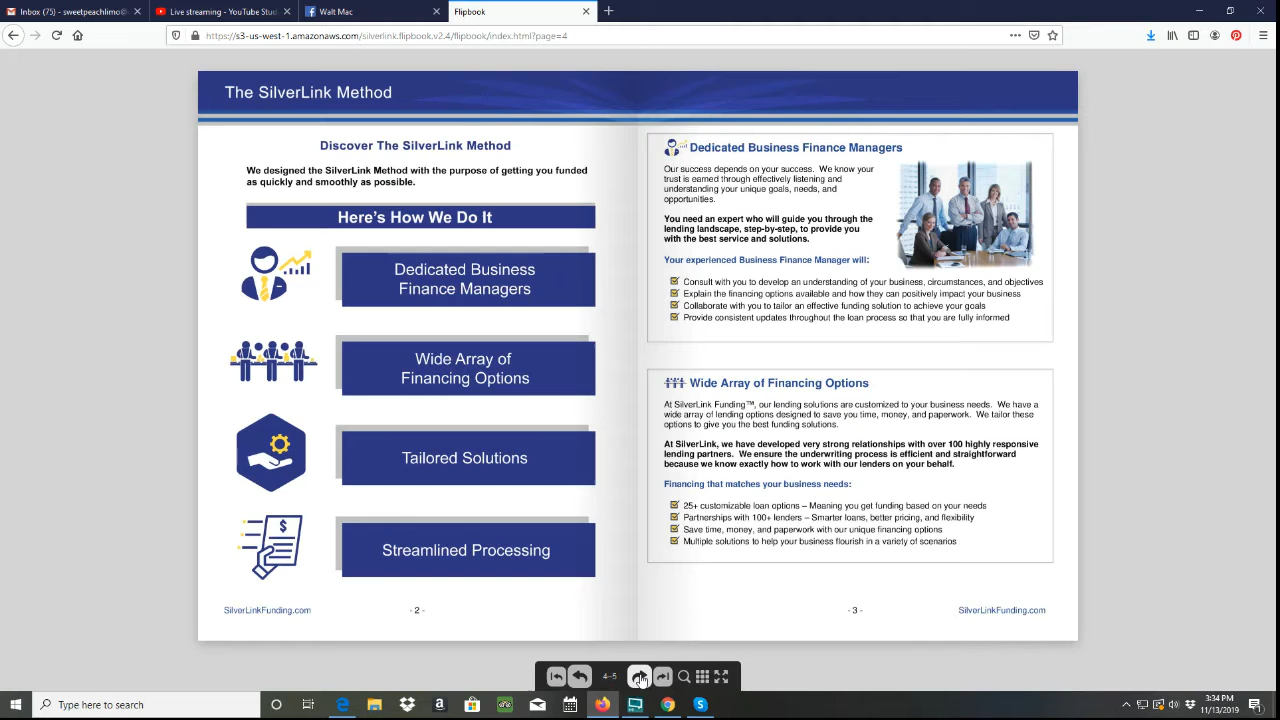 Inbox (75) - sweetpeachlimo@
Live streaming - YouTube Stud
Walt Mac
Flipbook
https://s3-us-west-1.amazonaws.com/silverlink.flipbook.v2.4/flipbook/index.html?page=4
The SilverLink Method
Discover The SilverLink Method
We designed the SilverLink Method with the purpose of getting you funded
as quickly and smoothly as possible.
Here's How We Do It
Dedicated Business
Finance Managers
Wide Array of
Financing Options
Tailored Solutions
$
Streamlined Processing
SilverLinkFunding.com
- 2 -
Dedicated Business Finance Managers
Our success depends on your success. We know your
trust is earned through effectively listening and
understanding your unique goals, needs, and
opportunities.
You need an expert who will guide you through the
lending landscape, step-by-step, to provide you
with the best service and solutions.
Your experienced Business Finance Manager will:
Consult with you to develop an understanding of your business, circumstances, and objectives
Explain the financing options available and how they can positively impact your business
Collaborate with you to tailor an effective funding solution to achieve your goals
Provide consistent updates throughout the loan process so that you are fully informed
Wide Array of Financing Options
At SilverLink Funding™, our lending solutions are customized to your business needs. We have a
wide array of lending options designed to save you time, money, and paperwork. We tailor these
options to give you the best funding solutions.
At SilverLink, we have developed very strong relationships with over 100 highly responsive
lending partners. We ensure the underwriting process is efficient and straightforward
because we know exactly how to work with our lenders on your behalf.
Financing that matches your business needs:
25+ customizable loan options – Meaning you get funding based on your needs
Partnerships with 100+ lenders – Smarter loans, better pricing, and flexibility
Save time, money, and paperwork with our unique financing options
Multiple solutions to help your business flourish in a variety of scenarios
- 3 -
SilverLinkFunding.com
4-5
Type here to search
3:34 PM
11/13/2019